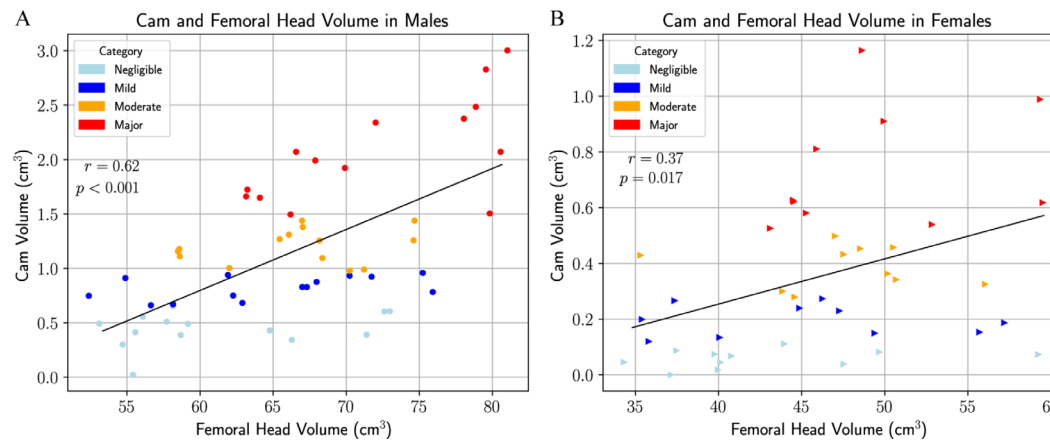 A
Cam and Femoral Head Volume in Males
Category
Negligible
Mild
Moderate
Major
r = 0.62
p < 0.001
3.0
2.5
2.0
1.5
1.0
0.5
0.0
Cam Volume (cm³)
55 60 65 70 75 80
Femoral Head Volume (cm³)
B
Cam and Femoral Head Volume in Females
Category
Negligible
Mild
Moderate
Major
r = 0.37
p = 0.017
1.2
1.0
0.8
0.6
0.4
0.2
0.0
Cam Volume (cm³)
35 40 45 50 55
Femoral Head Volume (cm³)